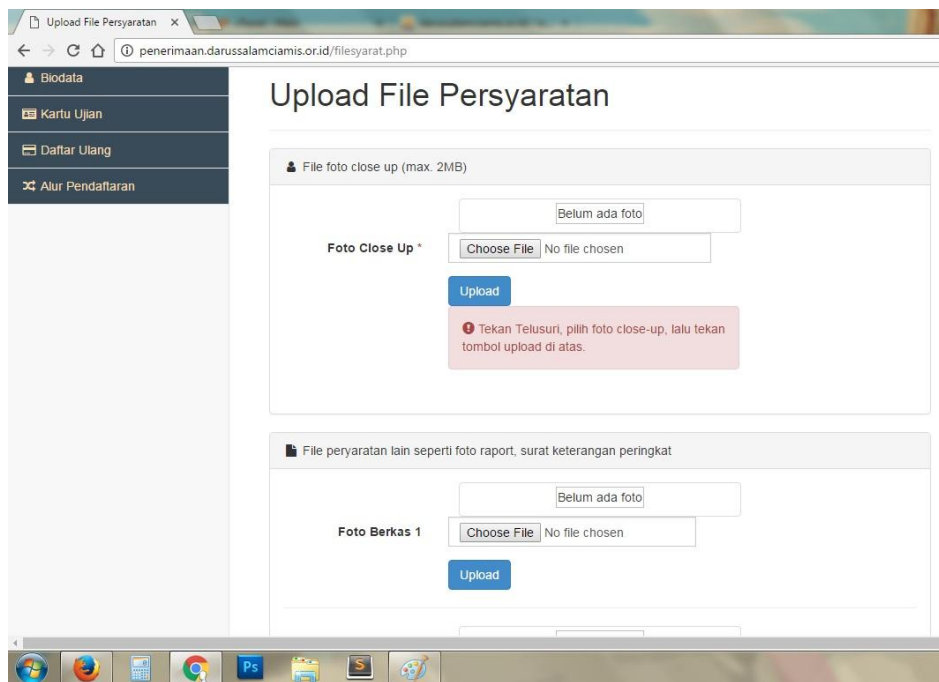 Upload File Persyaratan
penerimaan.darussalamciamis.or.id/filesyarat.php
Biodata
Kartu Ujian
Daftar Ulang
Alur Pendaftaran
Upload File Persyaratan
File foto close up (max. 2MB)
Belum ada foto
Foto Close Up *
Choose File No file chosen
Upload
Tekan Telusuri, pilih foto close-up, lalu tekan
tombol upload di atas.
File peryaratan lain seperti foto raport, surat keterangan peringkat
Belum ada foto
Foto Berkas 1
Choose File No file chosen
Upload
Ps
S